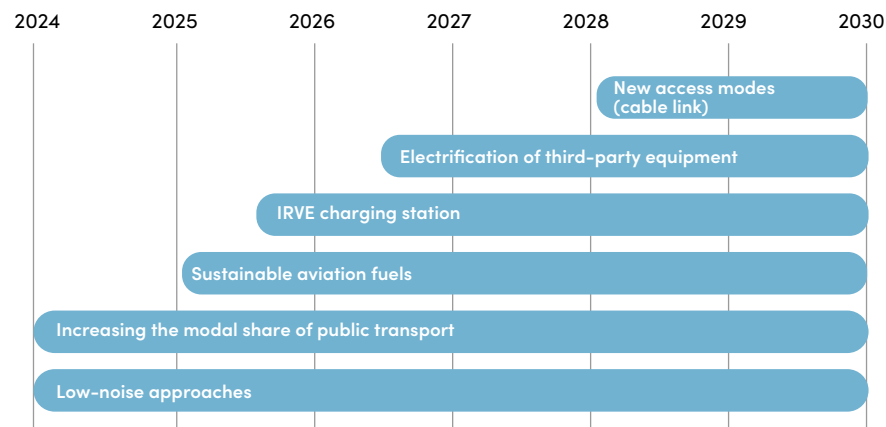 2024 2025 2026 2027 2028 2029 2030
New access modes
(cable link)
Electrification of third-party equipment
IRVE charging station
Sustainable aviation fuels
Increasing the modal share of public transport
Low-noise approaches